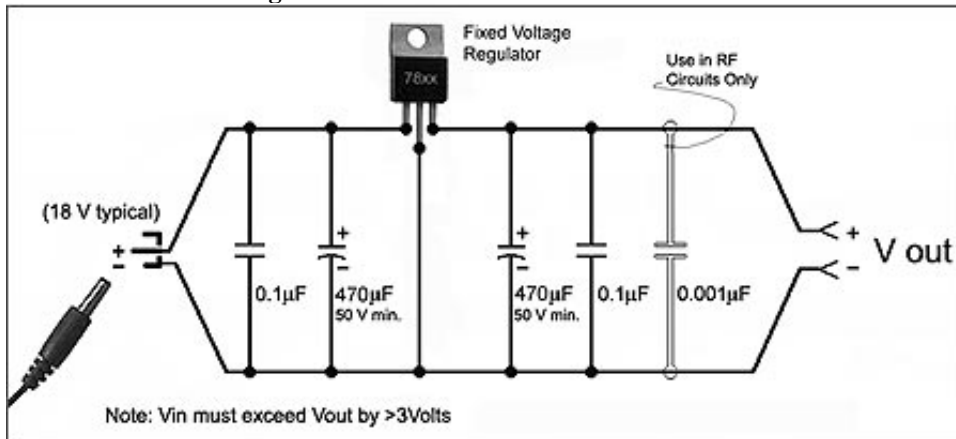 Fixed Voltage
Regulator
78xx
Use in RF
Circuits Only
(18 V typical)
+
−
0.1µF
+
−
470µF
50 V min.
+
−
470µF
50 V min.
0.1µF
0.001µF
+
−
V out
Note: Vin must exceed Vout by >3Volts